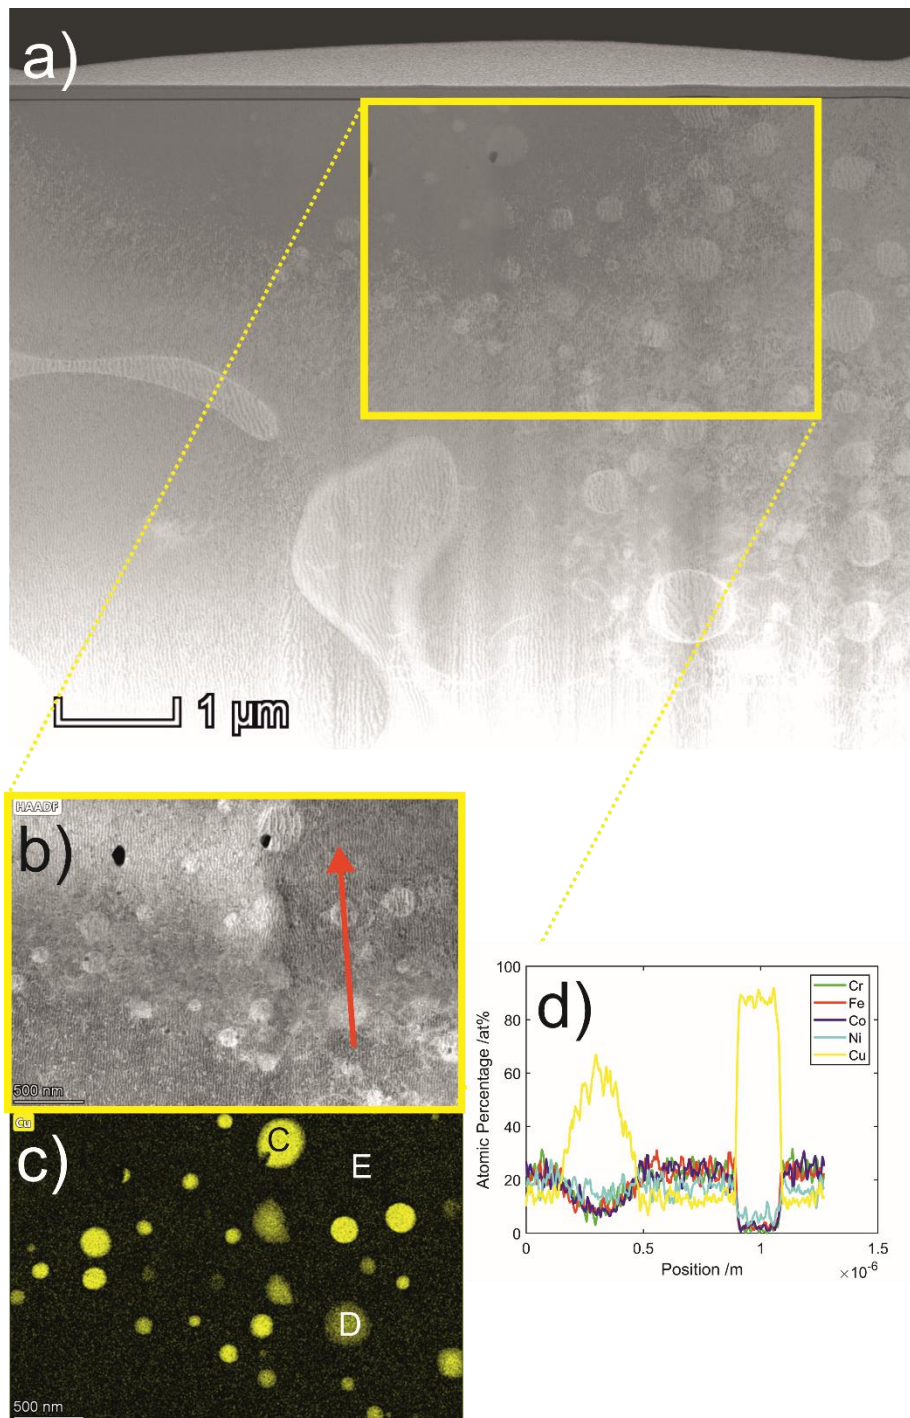 a)
1 µm
HAADF
b)
500 nm
Cu
c)
C
E
D
500 nm
d)
100
80
60
40
20
0
Atomic Percentage /at%
Cr
Fe
Co
Ni
Cu
0
0.5
1
1.5
Position /m
×10⁻⁶